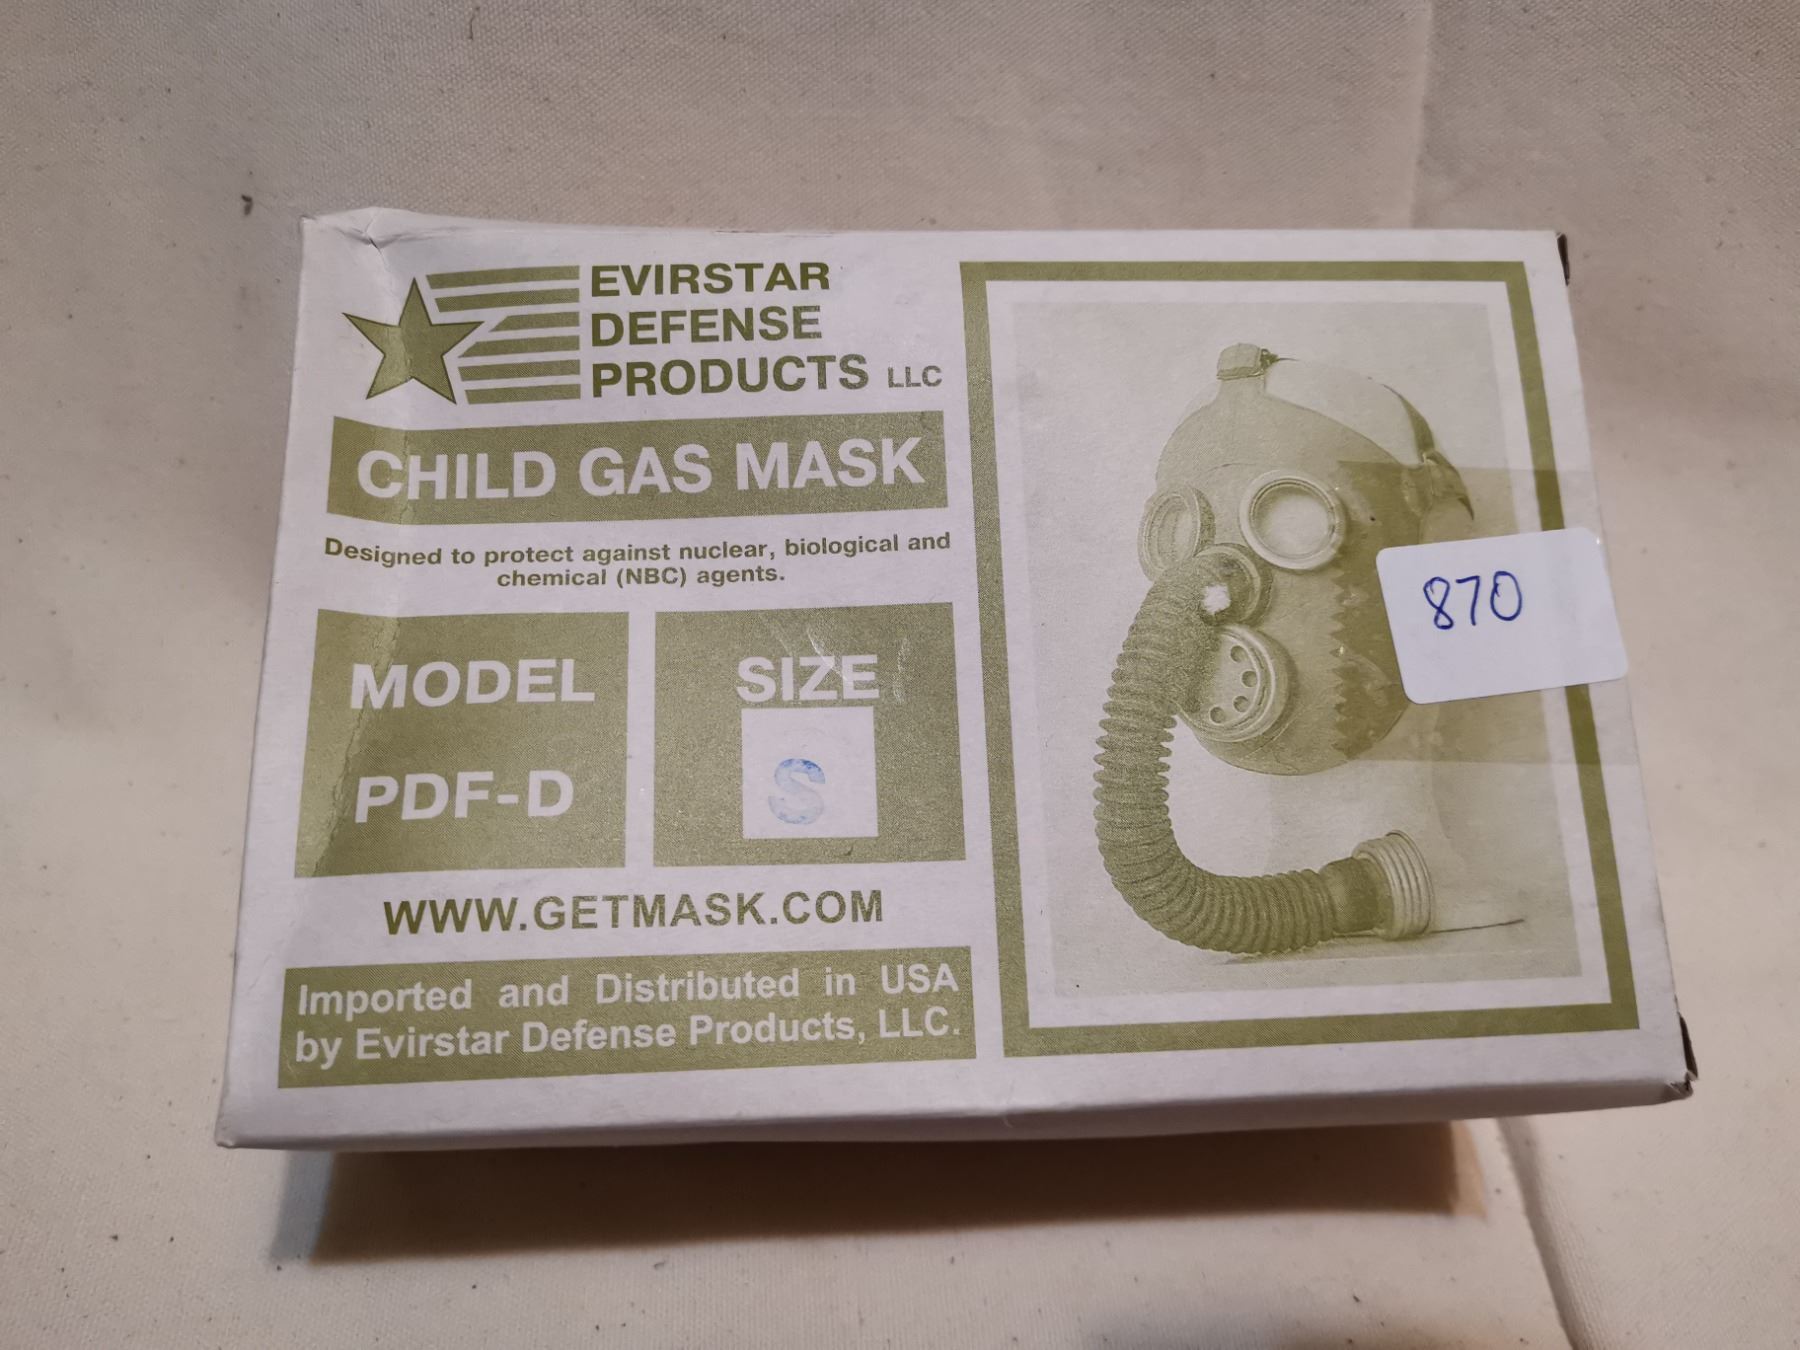 EVIRSTAR
DEFENSE
PRODUCTS LLC
CHILD GAS MASK
Designed to protect against nuclear, biological and
chemical (NBC) agents.
MODEL
PDF-D
SIZE
S
WWW.GETMASK.COM
Imported and Distributed in USA
by Evirstar Defense Products, LLC.
870